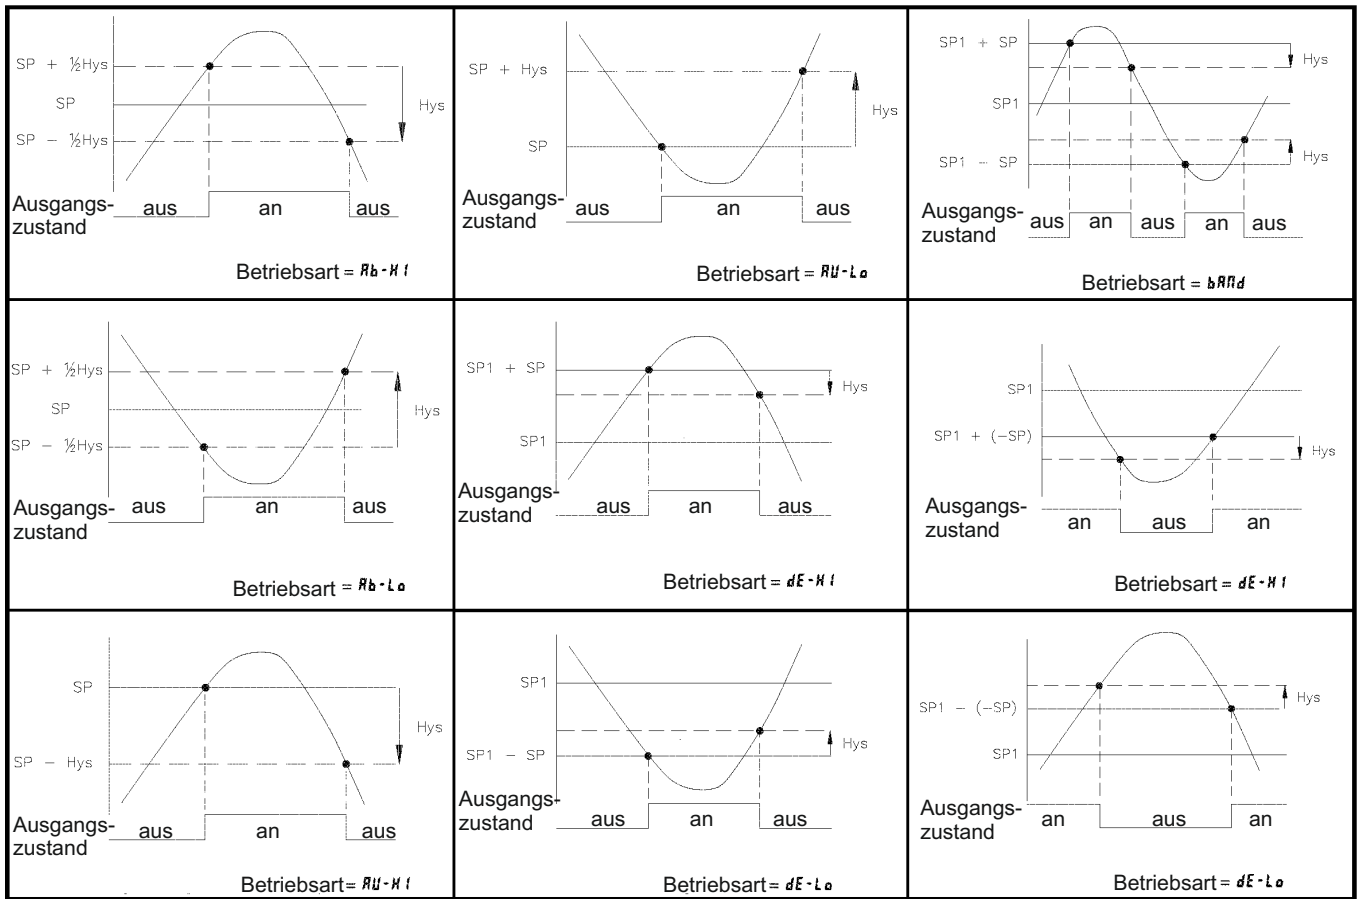 SP + ½Hys
SP
SP - ½Hys
Hys
Ausgangs-
zustand
aus an aus
Betriebsart = Ab-HI
SP + Hys
SP
Hys
Ausgangs-
zustand
aus an aus
Betriebsart = AU-Lo
SP1 + SP
Hys
SP1
SP1 - SP
Hys
Ausgangs-
zustand
aus an aus an aus
Betriebsart = bANd
SP + ½Hys
SP
SP - ½Hys
Hys
Ausgangs-
zustand
aus an aus
Betriebsart = Ab-Lo
SP1 + SP
Hys
SP1
Ausgangs-
zustand
aus an aus
Betriebsart = dE-HI
SP1
SP1 + (-SP)
Hys
Ausgangs-
zustand
an aus an
Betriebsart = dE-HI
SP
Hys
SP - Hys
Ausgangs-
zustand
aus an aus
Betriebsart= AU-HI
SP1
SP1 - SP
Hys
Ausgangs-
zustand
aus an aus
Betriebsart = dE-Lo
Hys
SP1 - (-SP)
SP1
Ausgangs-
zustand
an aus an
Betriebsart = dE-Lo